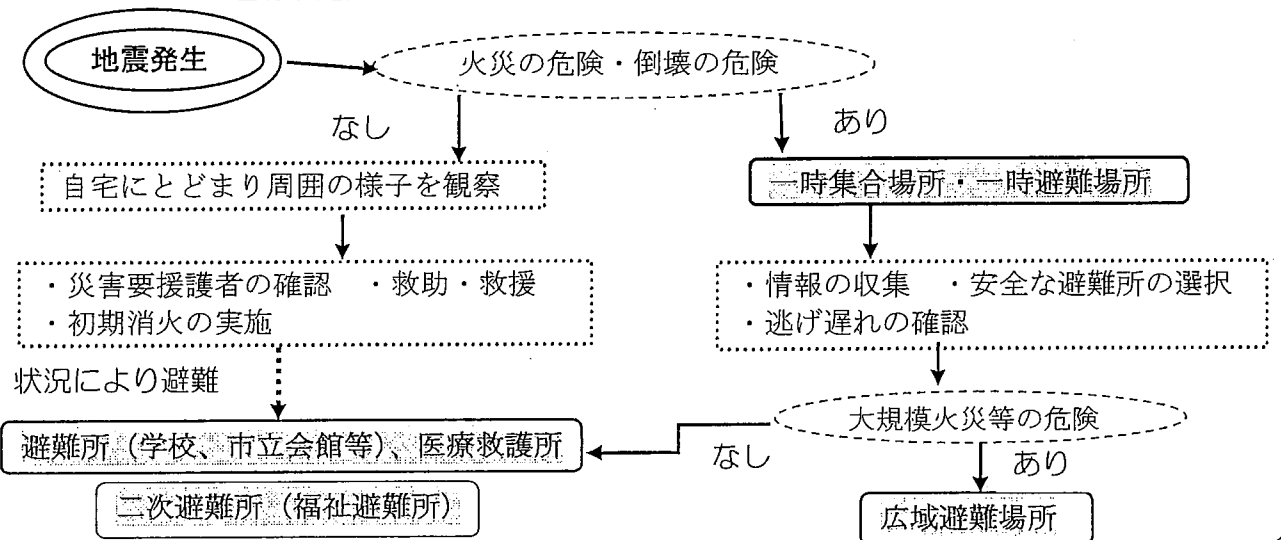 地震発生
火災の危険・倒壊の危険
なし
あり
自宅にとどまり周囲の様子を観察
一時集合場所・一時避難場所
・災害要援護者の確認 ・救助・救援
・初期消火の実施
・情報の収集 ・安全な避難所の選択
・逃げ遅れの確認
状況により避難
大規模火災等の危険
避難所（学校、市立会館等）、医療救護所
なし
あり
二次避難所（福祉避難所）
広域避難場所